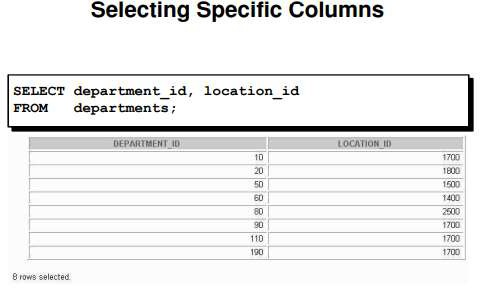 Selecting Specific Columns
SELECT department_id, location_id
FROM departments;
DEPARTMENT_ID LOCATION_ID
10 1700
20 1800
50 1500
60 1400
80 2500
90 1700
110 1700
190 1700
8 rows selected.